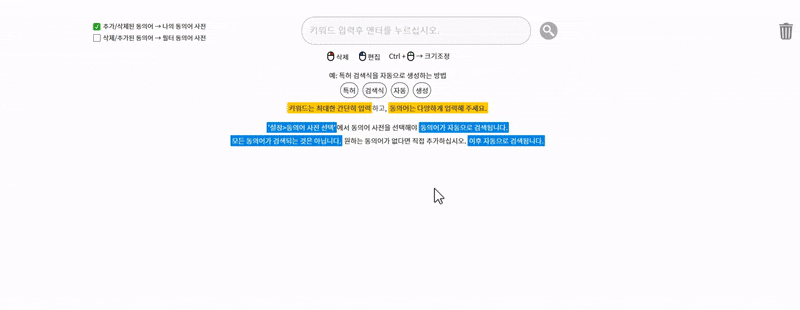 추가/삭제된 동의어 → 나의 동의어 사전
삭제/추가된 동의어 → 필터 동의어 사전
키워드 입력후 엔터를 누르십시오.
삭제 편집 Ctrl + → 크기조정
예: 특허 검색식을 자동으로 생성하는 방법
특허 검색식 자동 생성
키워드는 최대한 간단히 입력하고, 동의어는 다양하게 입력해 주세요.
'설정>동의어 사전 선택'에서 동의어 사전을 선택해야 동의어가 자동으로 검색됩니다.
모든 동의어가 검색되는 것은 아닙니다. 원하는 동의어가 없다면 직접 추가하십시오. 이후 자동으로 검색됩니다.